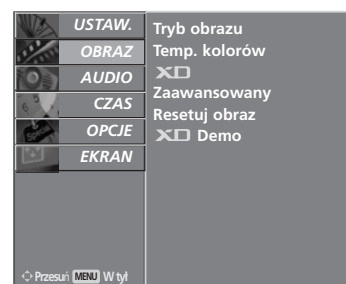 USTAW.
OBRAZ
AUDIO
CZAS
OPCJE
EKRAN
Tryb obrazu
Temp. kolorów
XD
Zaawansowany
Resetuj obraz
XD Demo
Przesuń MENU W tył